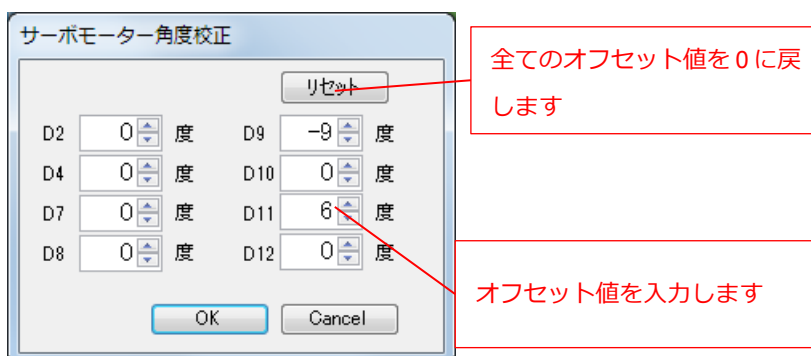 サーボモーター角度校正
リセット
D2 0 度 D9 -9 度
D4 0 度 D10 0 度
D7 0 度 D11 6 度
D8 0 度 D12 0 度
OK Cancel
全てのオフセット値を0に戻
します
オフセット値を入力します